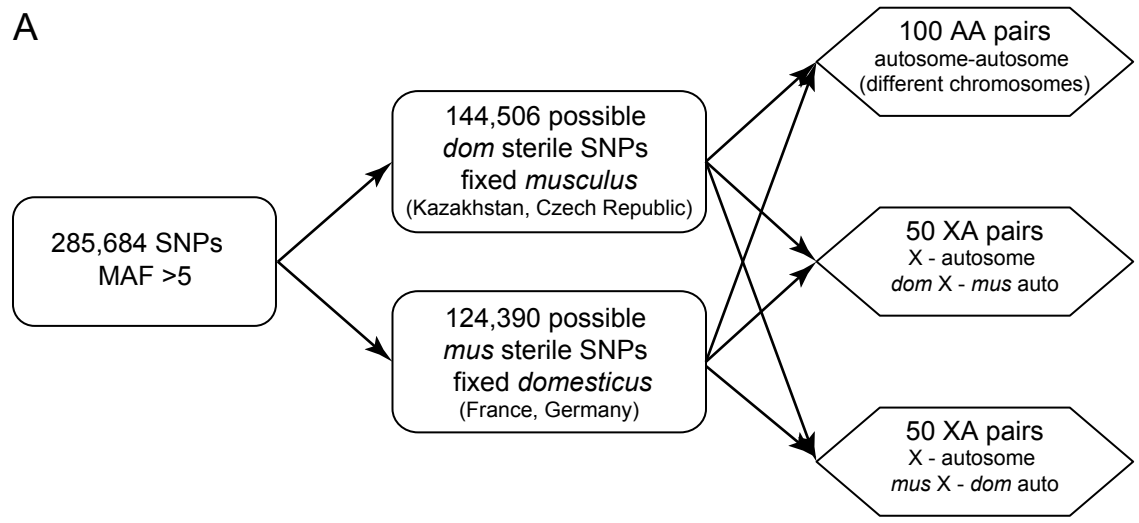 A
285,684 SNPs
MAF >5
144,506 possible
dom sterile SNPs
fixed musculus
(Kazakhstan, Czech Republic)
124,390 possible
mus sterile SNPs
fixed domesticus
(France, Germany)
100 AA pairs
autosome-autosome
(different chromosomes)
50 XA pairs
X - autosome
dom X - mus auto
50 XA pairs
X - autosome
mus X - dom auto